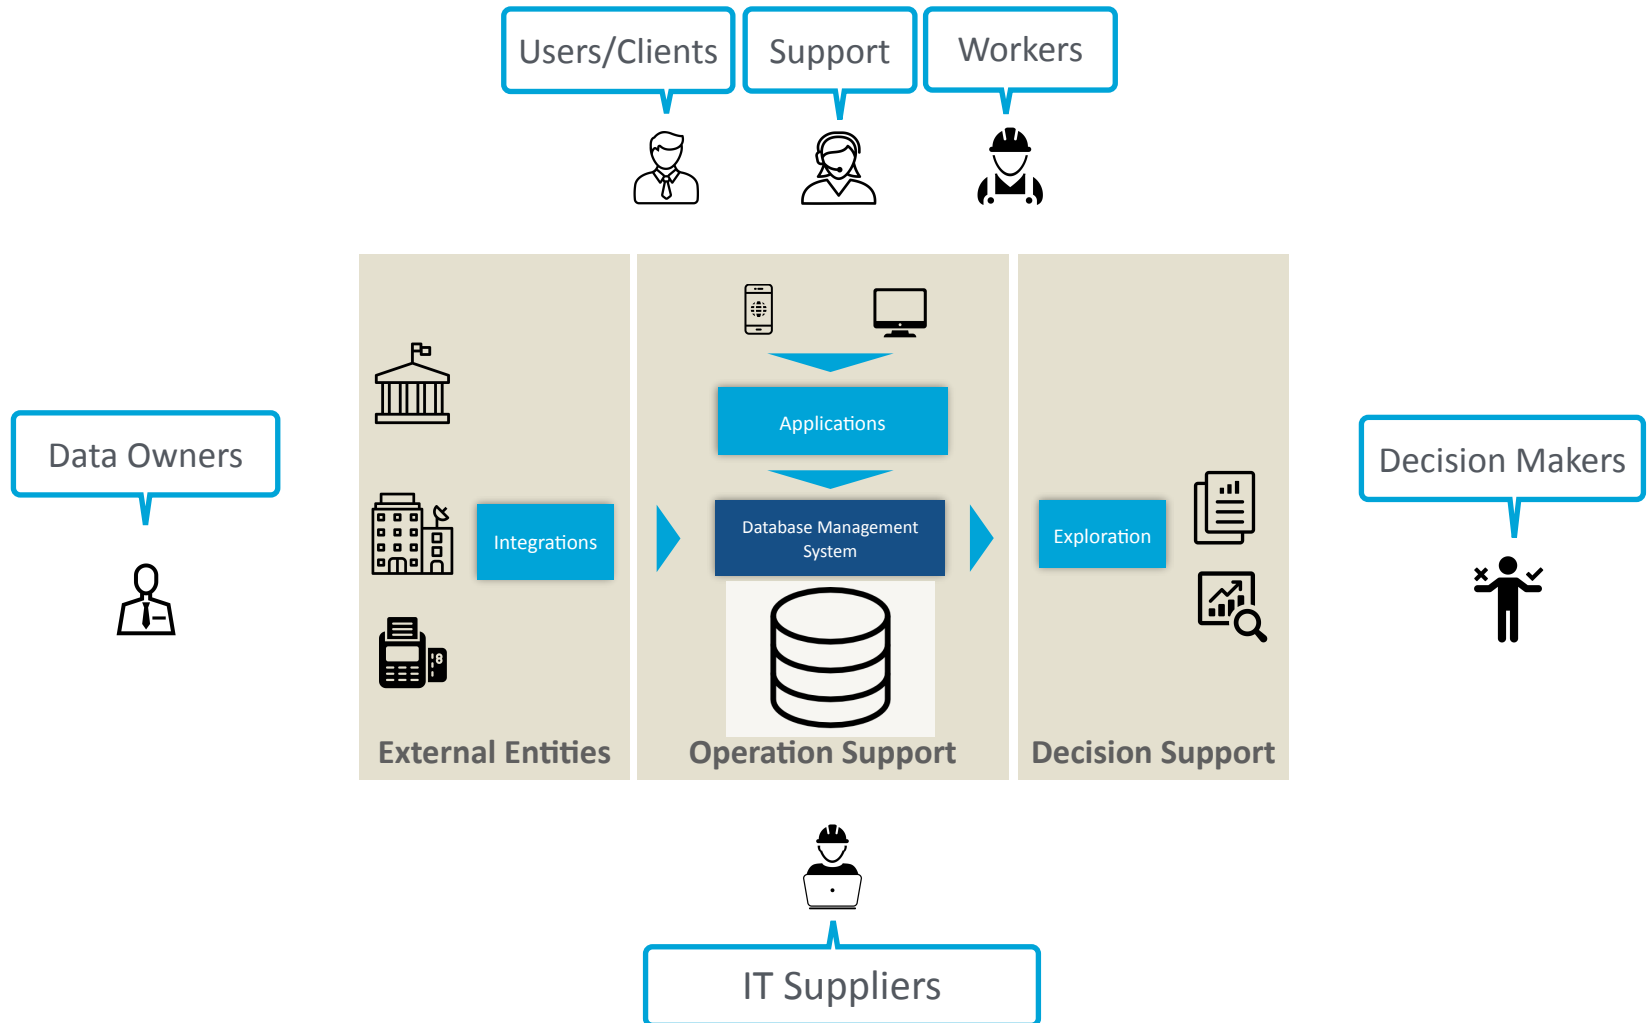 Users/Clients
Support
Workers
Data Owners
Applications
Integrations
Database Management
System
Exploration
Decision Makers
External Entities
Operation Support
Decision Support
IT Suppliers
8